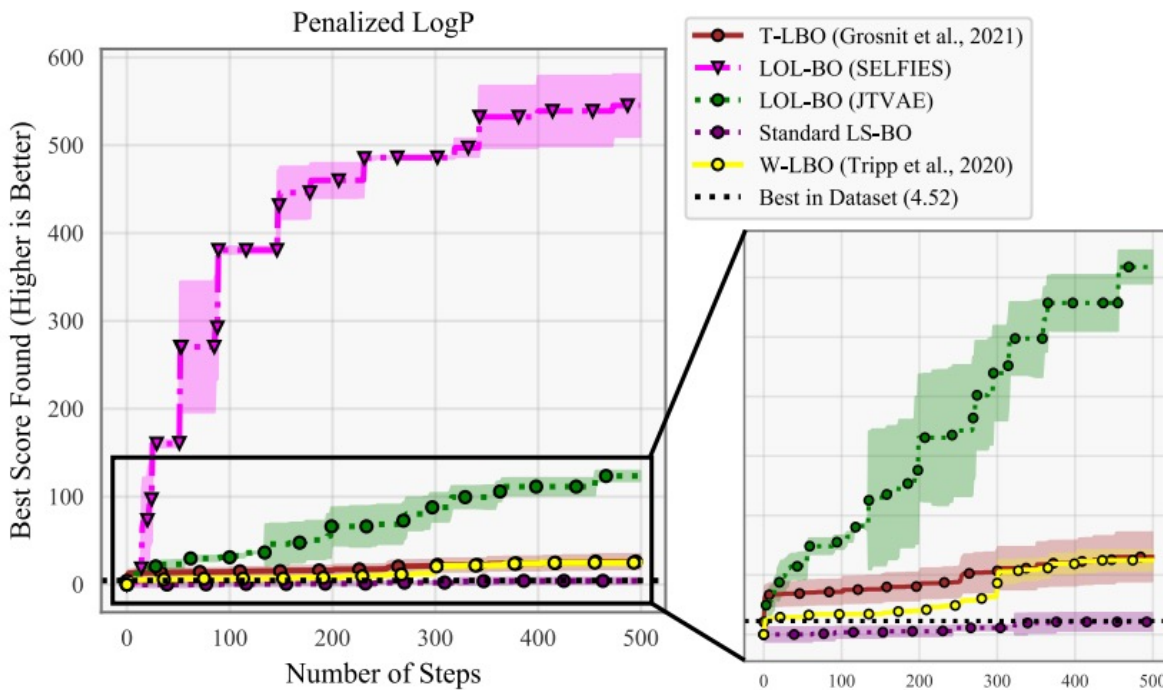 Penalized LogP
Best Score Found (Higher is Better)
600
500
400
300
200
100
0
0 100 200 300 400 500
Number of Steps
T-LBO (Grosnit et al., 2021)
LOL-BO (SELFIES)
LOL-BO (JTVAE)
Standard LS-BO
W-LBO (Tripp et al., 2020)
Best in Dataset (4.52)
0 100 200 300 400 500